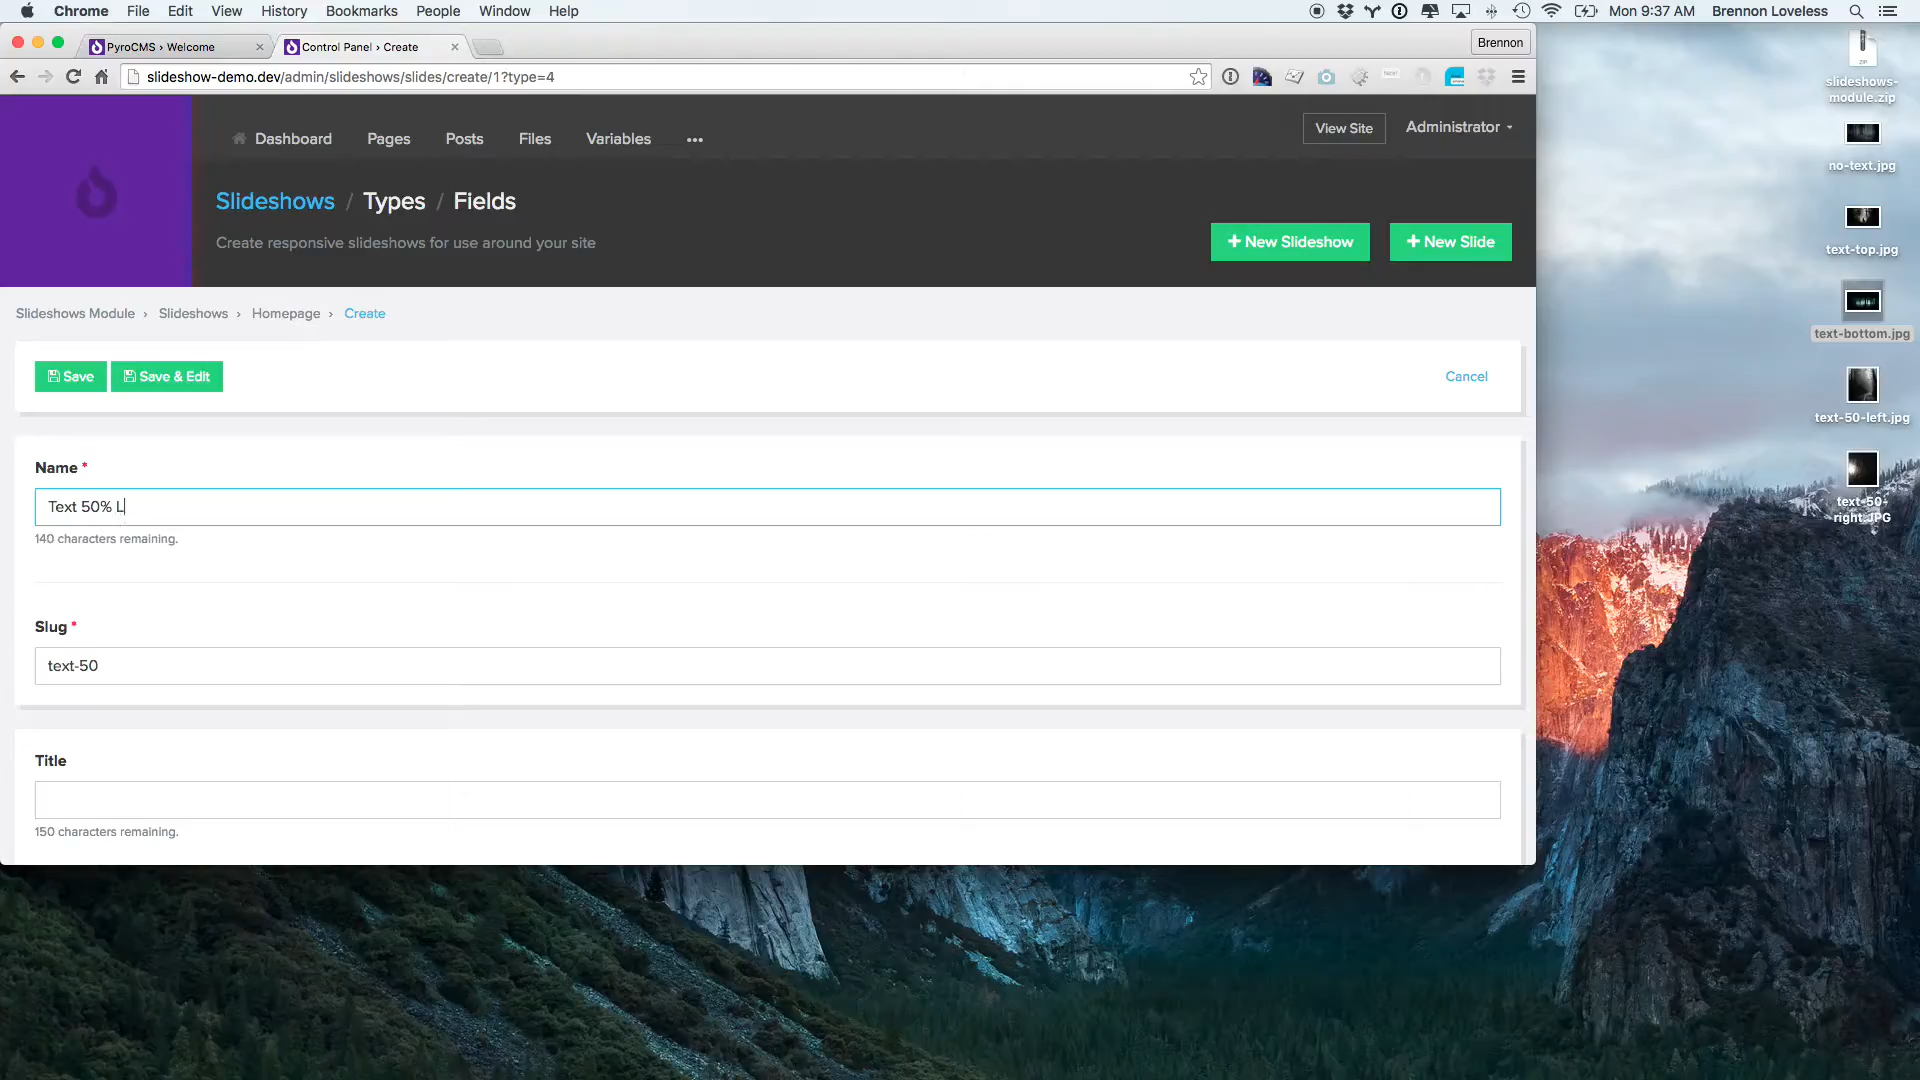 Chrome File Edit View History Bookmarks People Window Help
Mon 9:37 AM Brennon Loveless
PyroCMS › Welcome
Control Panel › Create
Brennon
slideshow-demo.dev/admin/slideshows/slides/create/1?type=4
Dashboard Pages Posts Files Variables
View Site
Administrator
Slideshows / Types / Fields
Create responsive slideshows for use around your site
New Slideshow
New Slide
Slideshows Module › Slideshows › Homepage › Create
Save
Save & Edit
Cancel
Name *
Text 50% L
140 characters remaining.
Slug *
text-50
Title
150 characters remaining.
ZIP
slideshows-
module.zip
no-text.jpg
text-top.jpg
text-bottom.jpg
text-50-left.jpg
text-50-
right.JPG